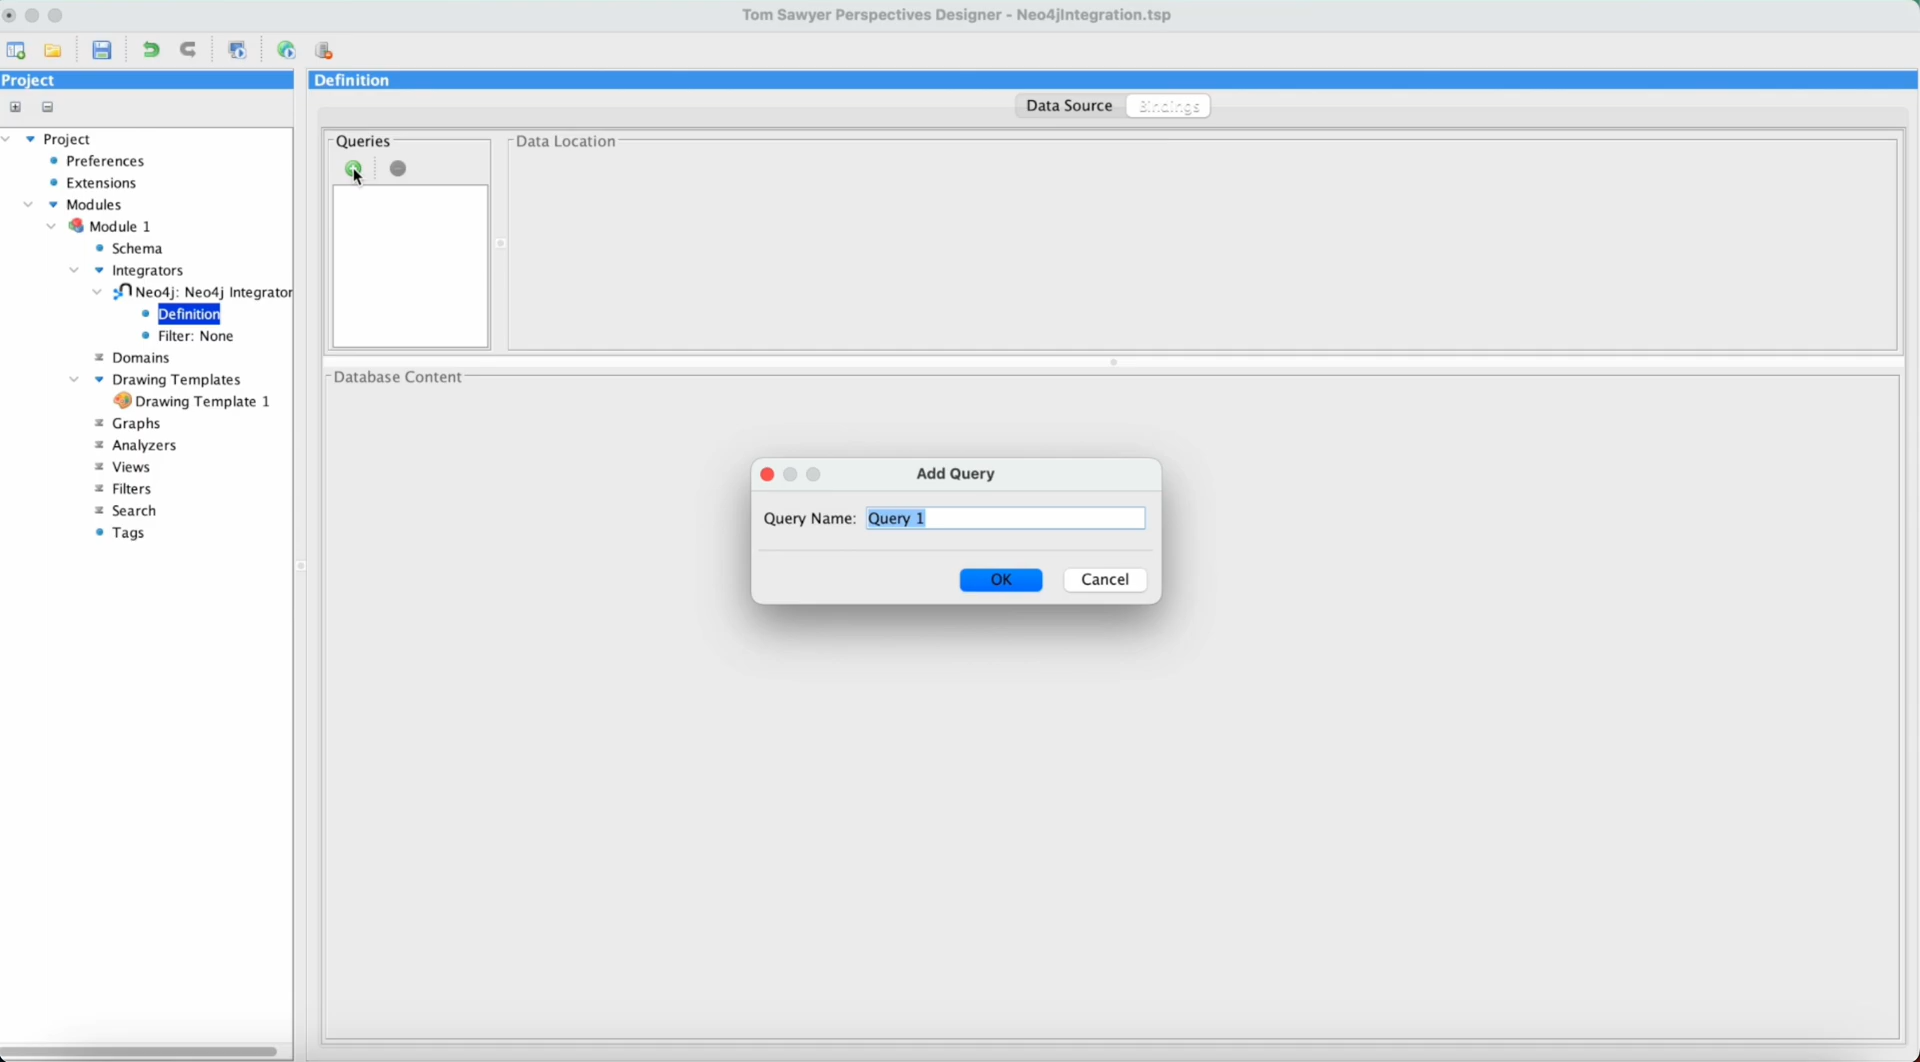 Tom Sawyer Perspectives Designer - Neo4jIntegration.tsp
Project
Definition
Data Source
Bindings
Project
Preferences
Extensions
Modules
Module 1
Schema
Integrators
Neo4j: Neo4j Integrator
Definition
Filter: None
Domains
Drawing Templates
Drawing Template 1
Graphs
Analyzers
Views
Filters
Search
Tags
Queries
Data Location
Database Content
Add Query
Query Name: Query 1
OK
Cancel